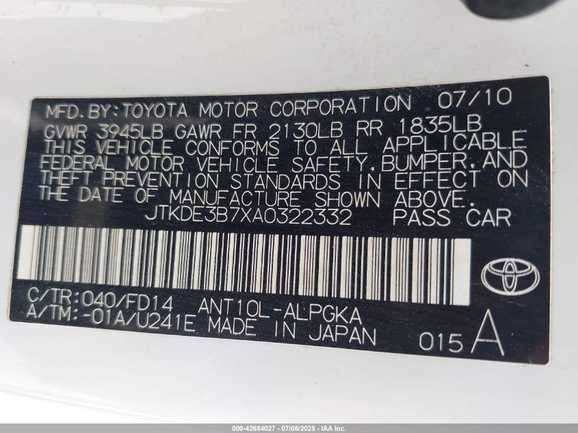 MFD.BY:TOYOTA MOTOR CORPORATION 07/10
GVWR 3945LB GAWR FR 2130LB RR 1835LB
THIS VEHICLE CONFORMS TO ALL APPLICABLE
FEDERAL MOTOR VEHICLE SAFETY,BUMPER,AND
THEFT PREVENTION STANDARDS IN EFFECT ON
THE DATE OF MANUFACTURE SHOWN ABOVE.
JTKDE3B7XA0322332 PASS CAR
C/TR:040/FD14 ANT10L-ALPGKA
A/TM:-01A/U241E MADE IN JAPAN 015 A
000-42684027 - 07/08/2025 - IAA Inc.